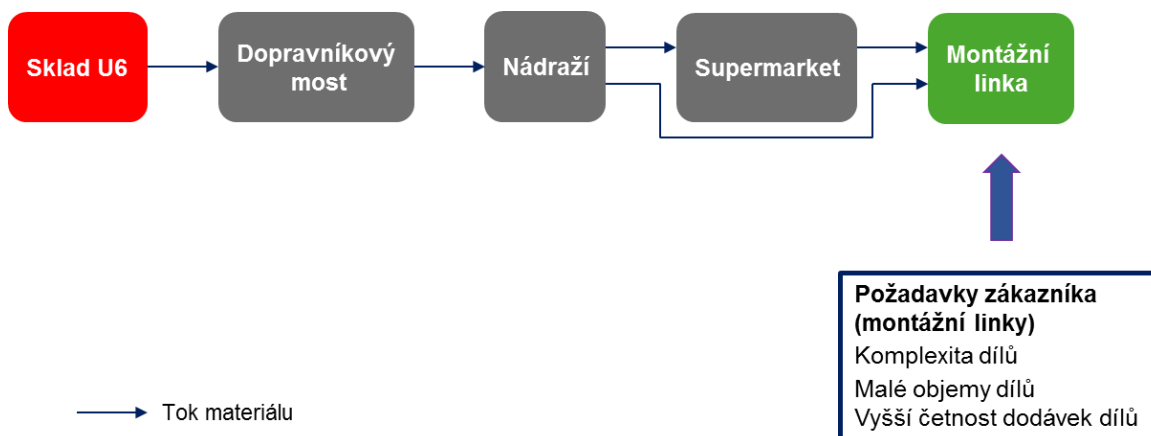 Sklad U6
Dopravníkový
most
Nádraží
Supermarket
Montážní
linka
Požadavky zákazníka
(montážní linky)
Komplexita dílů
Malé objemy dílů
Vyšší četnost dodávek dílů
Tok materiálu